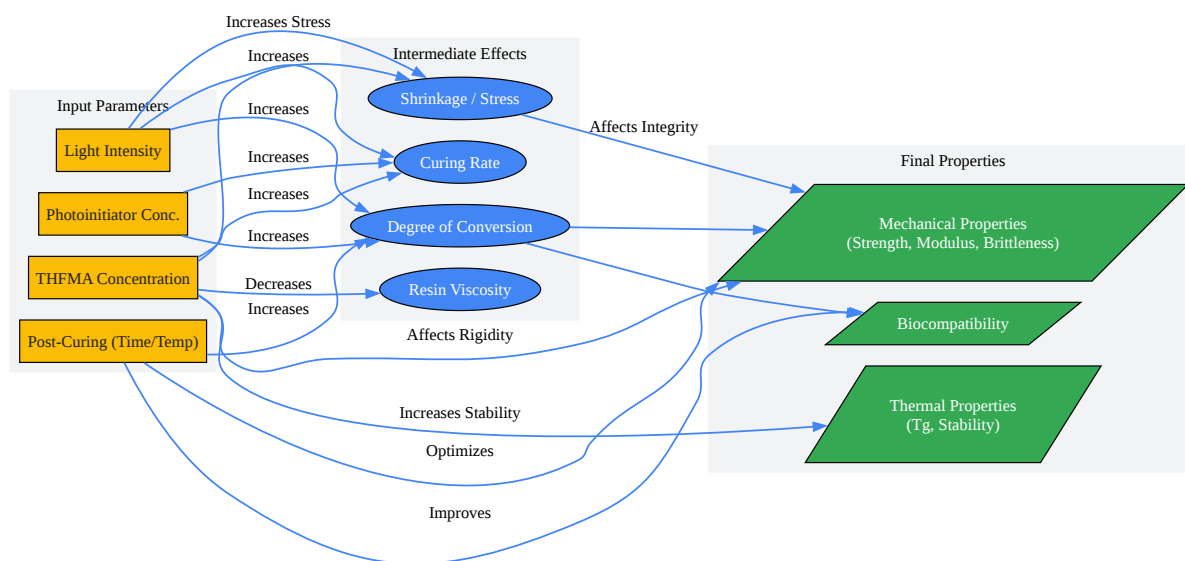 Increases Stress
Increases
Increases
Increases
Increases
Increases
Decreases
Increases
Input Parameters
Light Intensity
Photoinitiator Conc.
THFMA Concentration
Post-Curing (Time/Temp)
Intermediate Effects
Shrinkage / Stress
Curing Rate
Degree of Conversion
Resin Viscosity
Affects Integrity
Affects Rigidity
Increases Stability
Optimizes
Improves
Final Properties
Mechanical Properties
(Strength, Modulus, Brittleness)
Biocompatibility
Thermal Properties
(Tg, Stability)